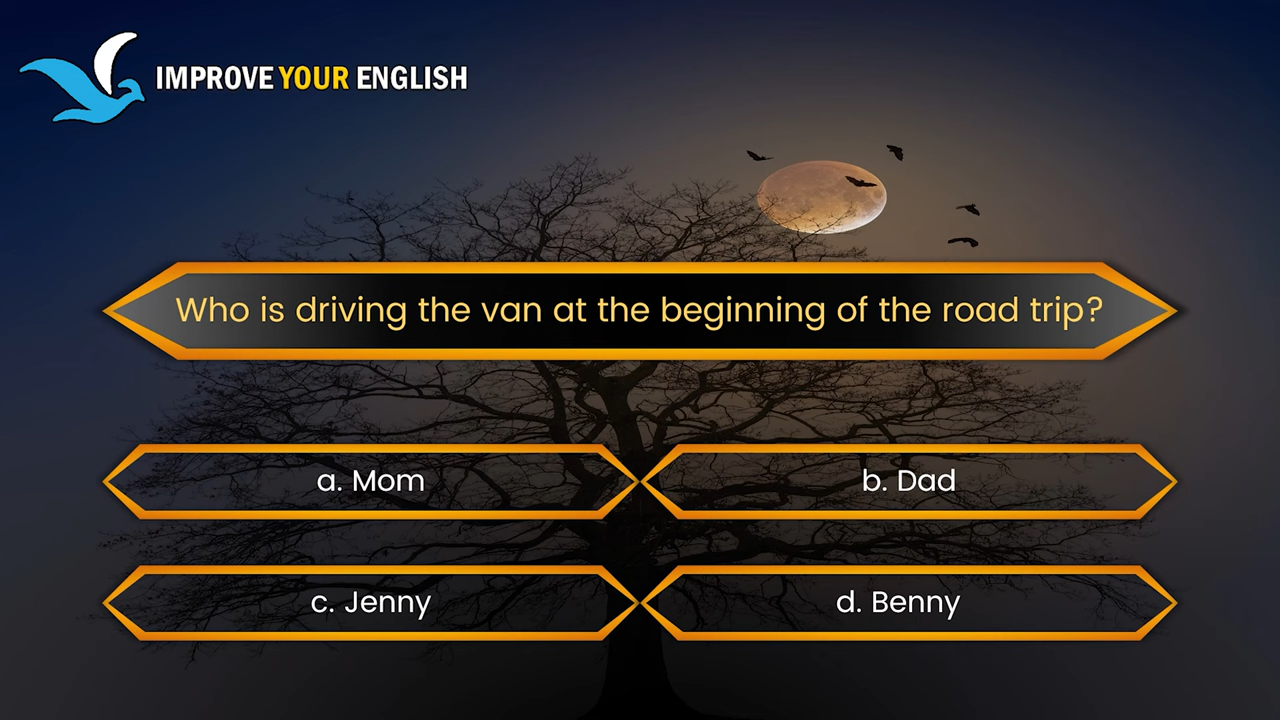 IMPROVE YOUR ENGLISH
Who is driving the van at the beginning of the road trip?
a. Mom
b. Dad
c. Jenny
d. Benny